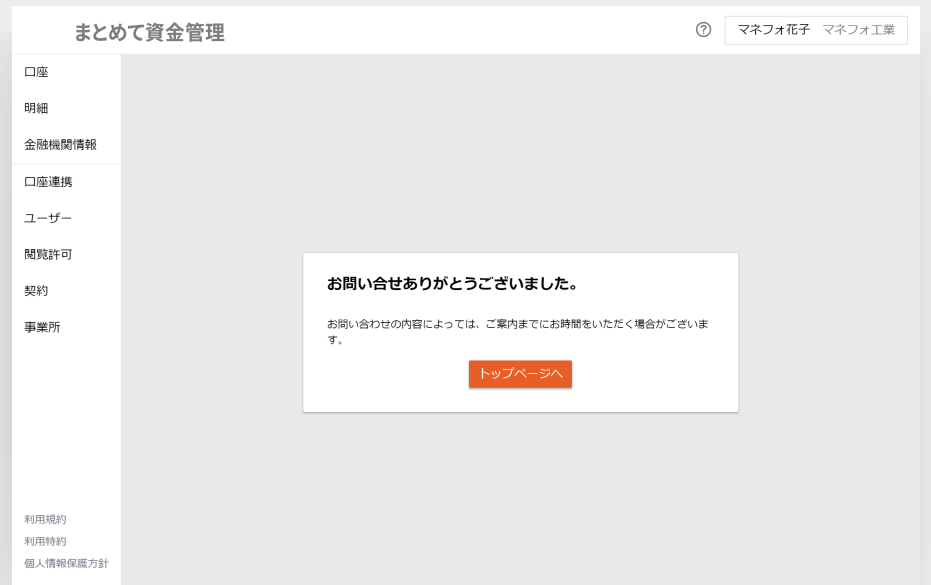 まとめて資金管理
マネフォ花子 マネフォ工業
口座
明細
金融機関情報
口座連携
ユーザー
閲覧許可
契約
事業所
お問い合せありがとうございました。
お問い合わせの内容によっては、ご案内までにお時間をいただく場合がございま
す。
トップページへ
利用規約
利用特約
個人情報保護方針